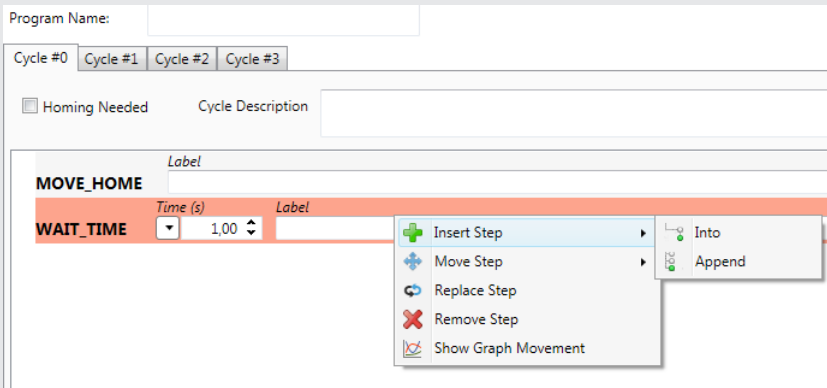 Program Name:
Cycle #0 Cycle #1 Cycle #2 Cycle #3
Homing Needed Cycle Description
Label
MOVE_HOME
Time (s) Label
WAIT_TIME 1,00
Insert Step
Move Step
Replace Step
Remove Step
Show Graph Movement
Into
Append